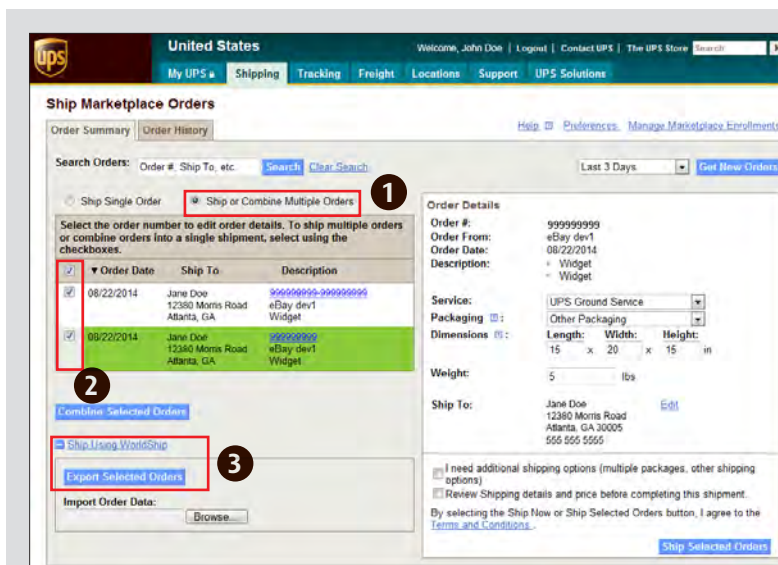 ups
United States
Welcome, John Doe | Logout | Contact UPS | The UPS Store Search
My UPS Shipping Tracking Freight Locations Support UPS Solutions
Ship Marketplace Orders
Order Summary Order History
Help Preferences Manage Marketplace Enrollments
Search Orders: Order #, Ship To, etc. Search Clear Search
Last 3 Days Get New Orders
Ship Single Order Ship or Combine Multiple Orders
1
Select the order number to edit order details. To ship multiple orders
or combine orders into a single shipment, select using the
checkboxes.
▼ Order Date Ship To Description
08/22/2014 Jane Doe 999999999-999999999
12380 Morris Road eBay dev1
Atlanta, GA Widget
08/22/2014 Jane Doe 999999999
12380 Morris Road eBay dev1
Atlanta, GA Widget
2
Combine Selected Orders
Ship Using WorldShip
3
Export Selected Orders
Import Order Data:
Browse...
Order Details
Order #: 999999999
Order From: eBay dev1
Order Date: 08/22/2014
Description: Widget
Widget
Service: UPS Ground Service
Packaging : Other Packaging
Dimensions : Length: Width: Height:
15 x 20 x 15 in
Weight: 5 lbs
Ship To: Jane Doe Edit
12380 Morris Road
Atlanta, GA 30005
555 555 5555
I need additional shipping options (multiple packages, other shipping
options)
Review Shipping details and price before completing this shipment.
By selecting the Ship Now or Ship Selected Orders button, I agree to the
Terms and Conditions .
Ship Selected Orders